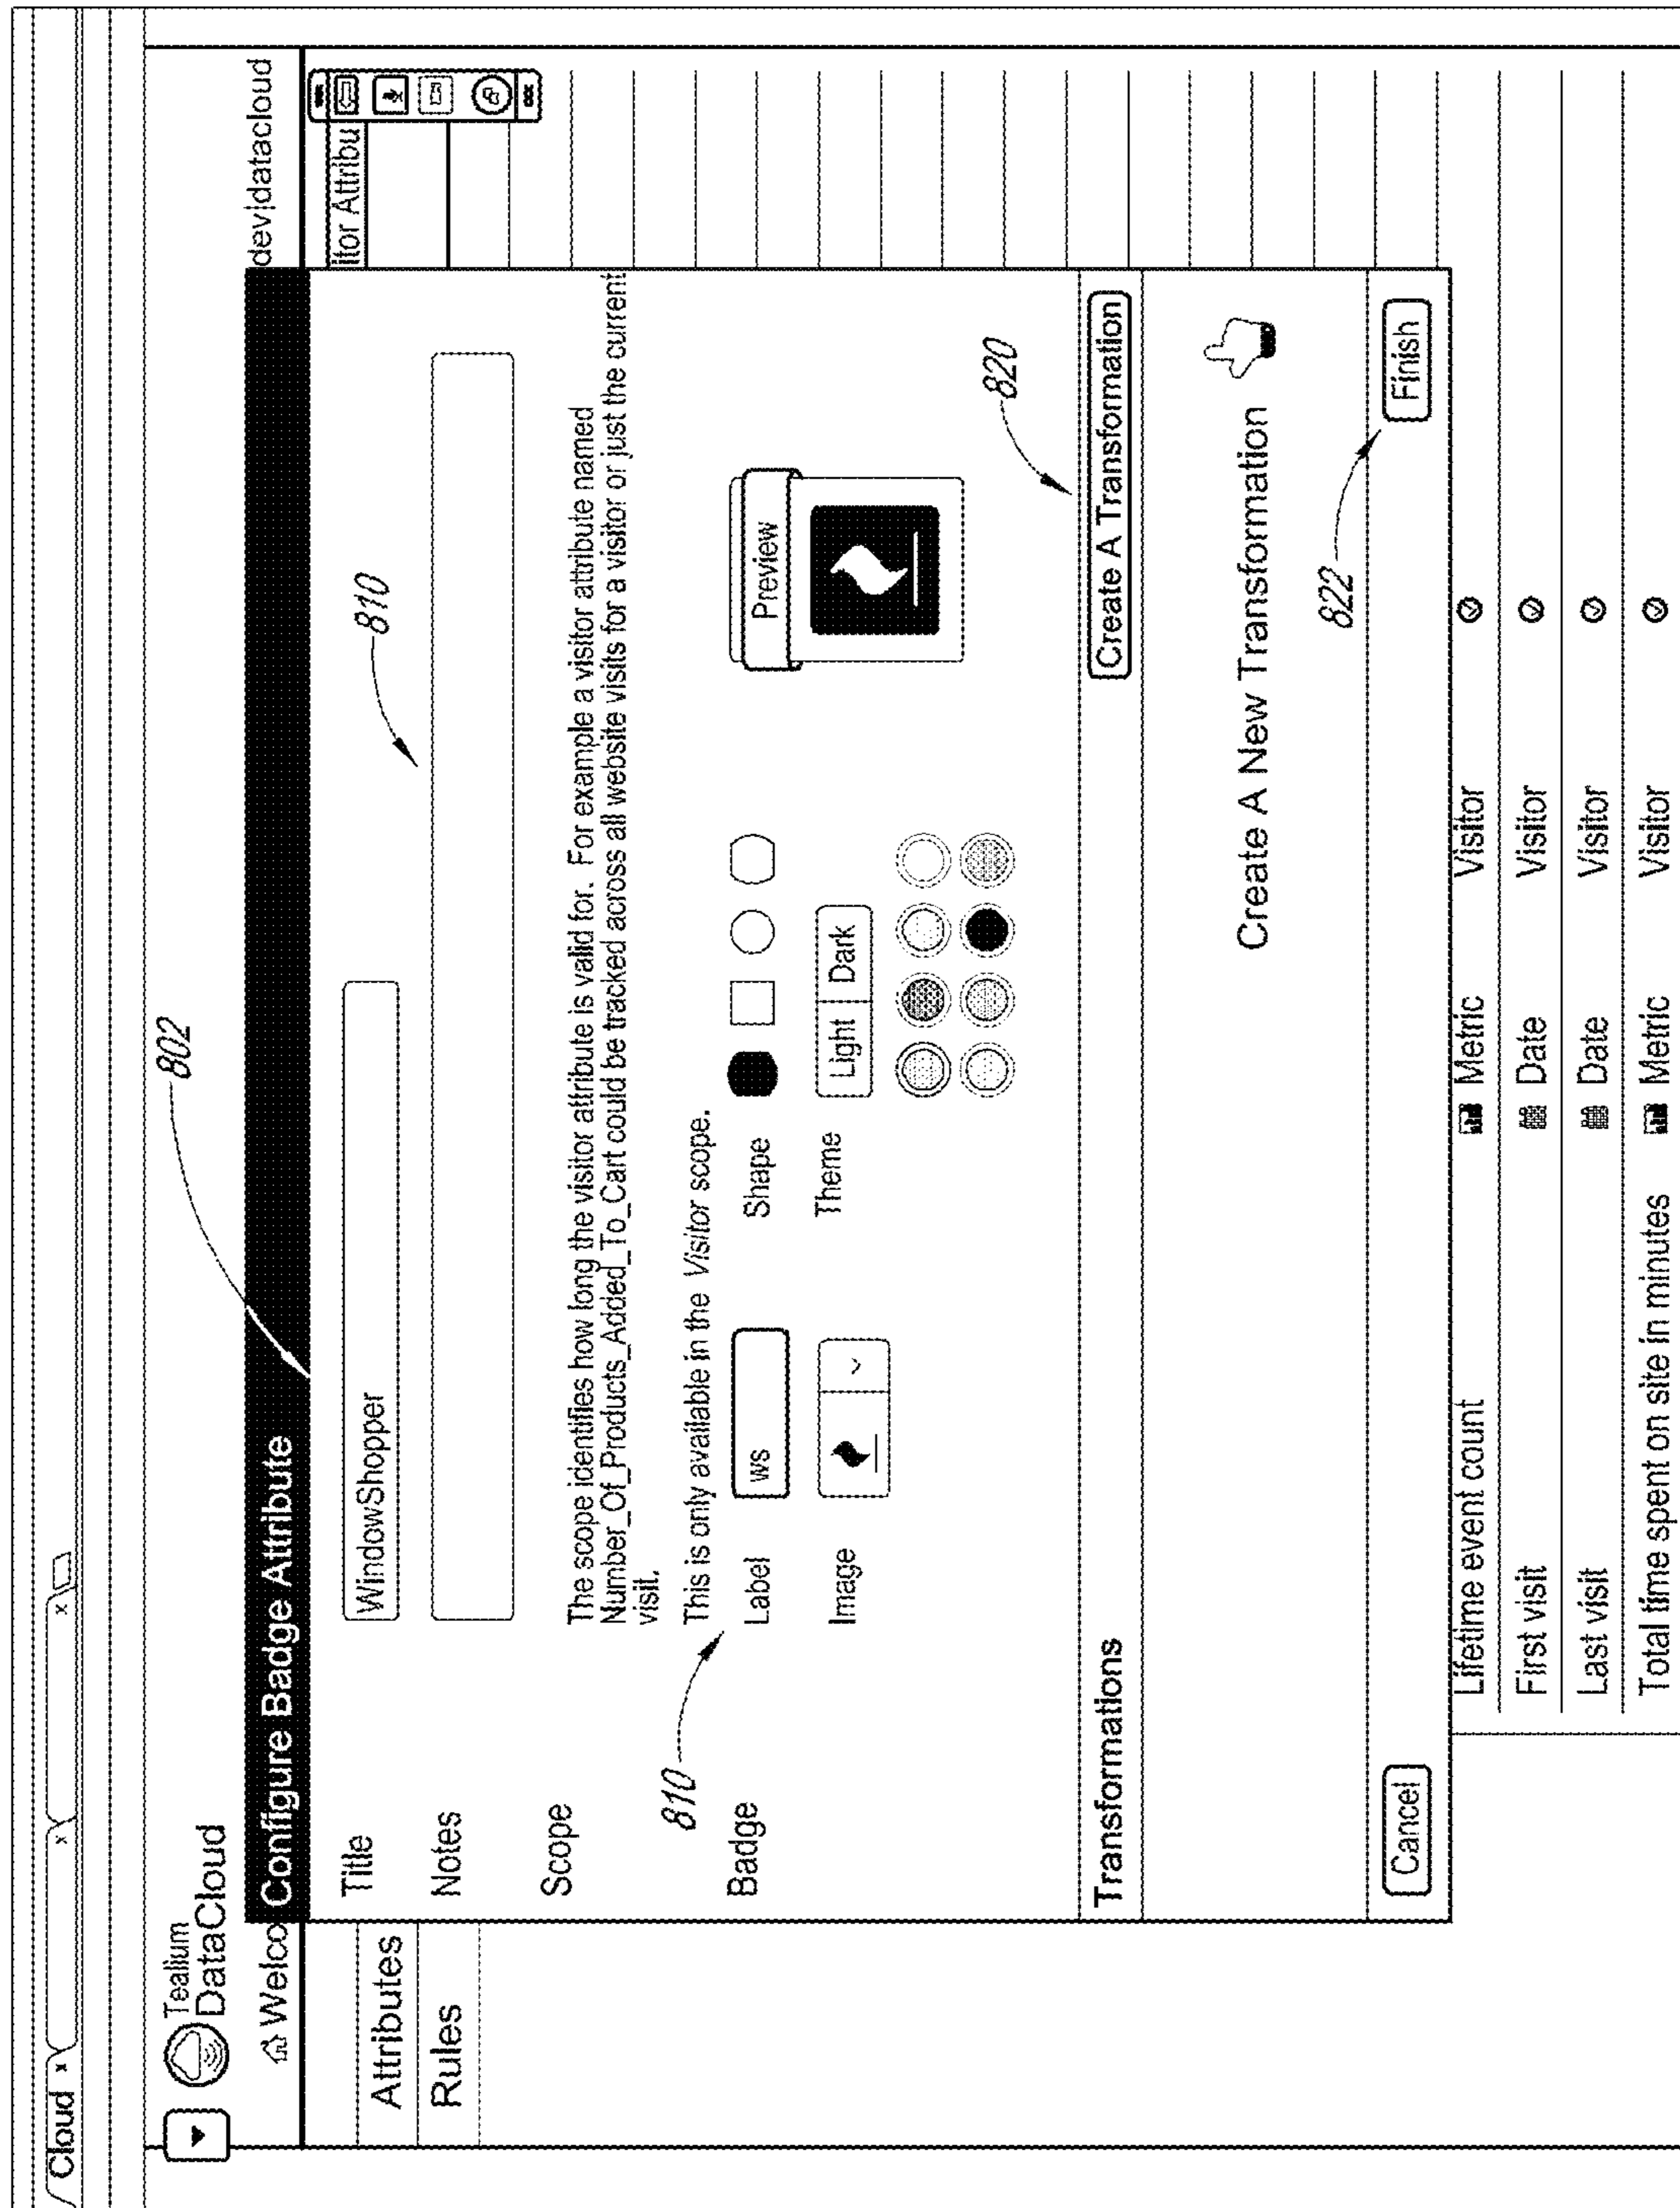 Cloud x
x
x
Tealium
DataCloud
Welco
dev|datacloud
Configure Badge Attribute
802
itor Attribu
Attributes
Rules
Title
WindowShopper
810
Notes
Scope
The scope identifies how long the visitor attribute is valid for. For example a visitor attribute named
Number_Of_Products_Added_To_Cart could be tracked across all website visits for a visitor or just the current
visit.
810
This is only available in the Visitor scope.
Badge
Label
ws
Shape
Preview
Image
Theme
Light
Dark
820
Transformations
Create A Transformation
Create A New Transformation
822
Cancel
Finish
Lifetime event count Metric Visitor
First visit Date Visitor
Last visit Date Visitor
Total time spent on site in minutes Metric Visitor